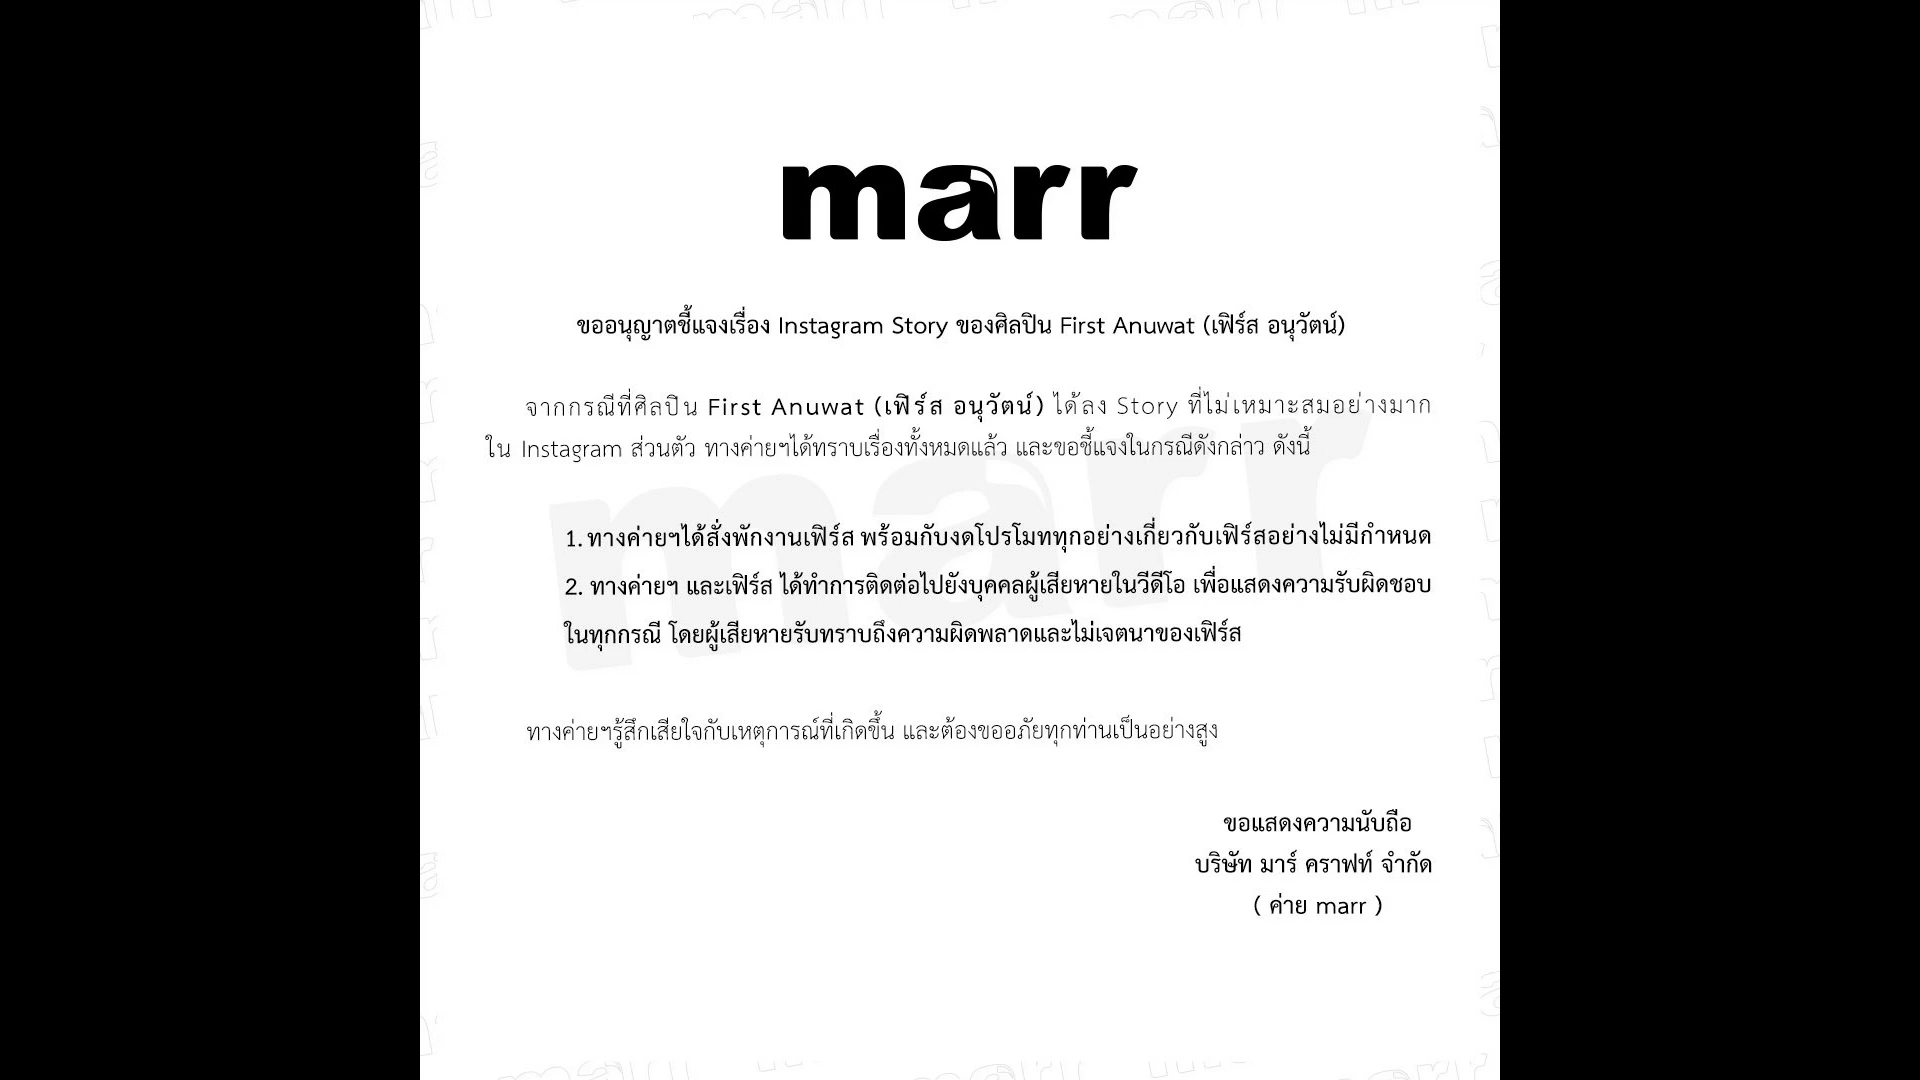 marr
ขออนุญาตชี้แจงเรื่อง Instagram Story ของศิลปิน First Anuwat (เฟิร์ส อนุวัตน์)
จากกรณีที่ศิลปิน First Anuwat (เฟิร์ส อนุวัตน์) ได้ลง Story ที่ไม่เหมาะสมอย่างมาก
ใน Instagram ส่วนตัว ทางค่ายฯได้ทราบเรื่องทั้งหมดแล้ว และขอชี้แจงในกรณีดังกล่าว ดังนี้
1. ทางค่ายฯได้สั่งพักงานเฟิร์ส พร้อมกับงดโปรโมททุกอย่างเกี่ยวกับเฟิร์สอย่างไม่มีกำหนด
2. ทางค่ายฯ และเฟิร์ส ได้ทำการติดต่อไปยังบุคคลผู้เสียหายในวีดีโอ เพื่อแสดงความรับผิดชอบ
ในทุกกรณี โดยผู้เสียหายรับทราบถึงความผิดพลาดและไม่เจตนาของเฟิร์ส
ทางค่ายฯรู้สึกเสียใจกับเหตุการณ์ที่เกิดขึ้น และต้องขออภัยทุกท่านเป็นอย่างสูง
ขอแสดงความนับถือ
บริษัท มาร์ คราฟท์ จำกัด
( ค่าย marr )